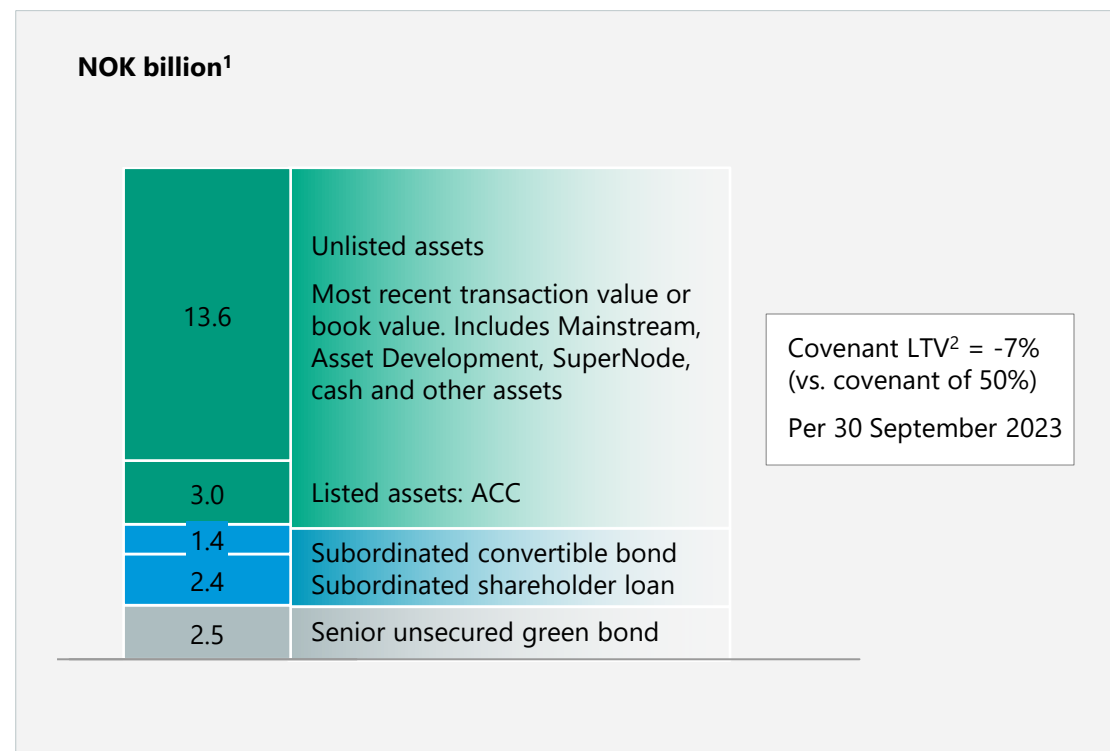 NOK billion1
13.6
Unlisted assets
Most recent transaction value or
book value. Includes Mainstream,
Asset Development, SuperNode,
cash and other assets
3.0
Listed assets: ACC
1.4
Subordinated convertible bond
2.4
Subordinated shareholder loan
2.5
Senior unsecured green bond
Covenant LTV2 = -7%
(vs. covenant of 50%)
Per 30 September 2023